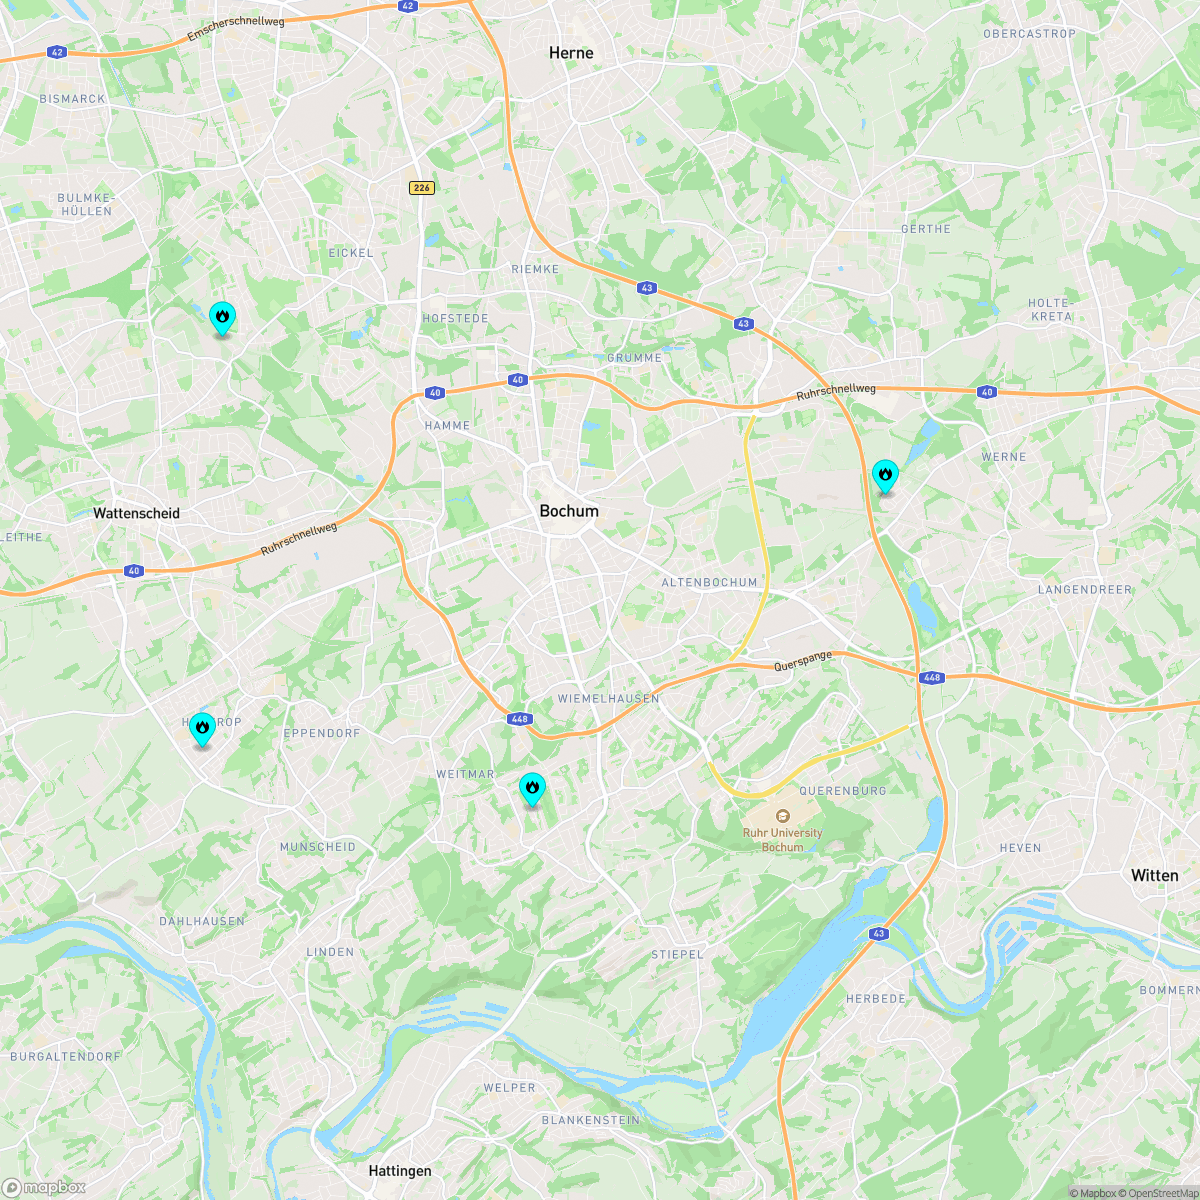 42
Emscherschnellweg
42
Herne
OBERCASTROP
BISMARCK
226
BULMKE-
HÜLLEN
GERTHE
EICKEL
RIEMKE
43
HOLTE-
KRETA
HOFSTEDE
43
GRUMME
40
40
Ruhrschnellweg
40
HAMME
WERNE
Wattenscheid
Bochum
LEITHE
Ruhrschnellweg
40
ALTENBOCHUM
LANGENDREER
Querspange
448
WIEMELHAUSEN
448
EPPENDORF
WEITMAR
QUERENBURG
Ruhr University
Bochum
MUNSCHEID
HEVEN
Witten
DAHLHAUSEN
43
LINDEN
STIEPEL
BOMMERN
HERBEDE
BURGALTENDORF
WELPER
BLANKENSTEIN
Hattingen
mapbox
© Mapbox © OpenStreetMap